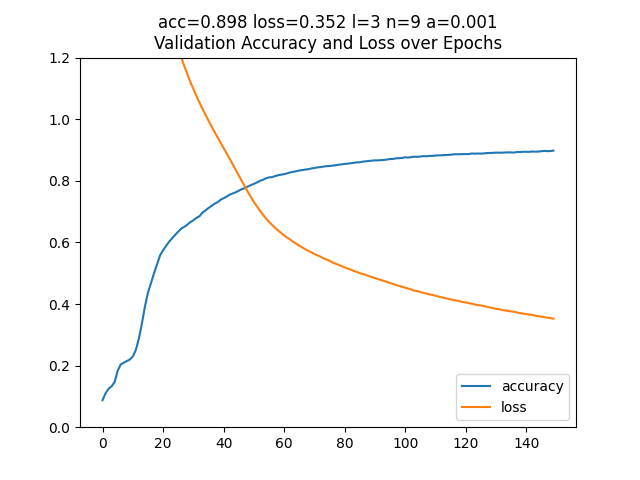 acc=0.898 loss=0.352 l=3 n=9 a=0.001
Validation Accuracy and Loss over Epochs
1.2
1.0
0.8
0.6
0.4
0.2
0.0
accuracy
loss
0 20 40 60 80 100 120 140